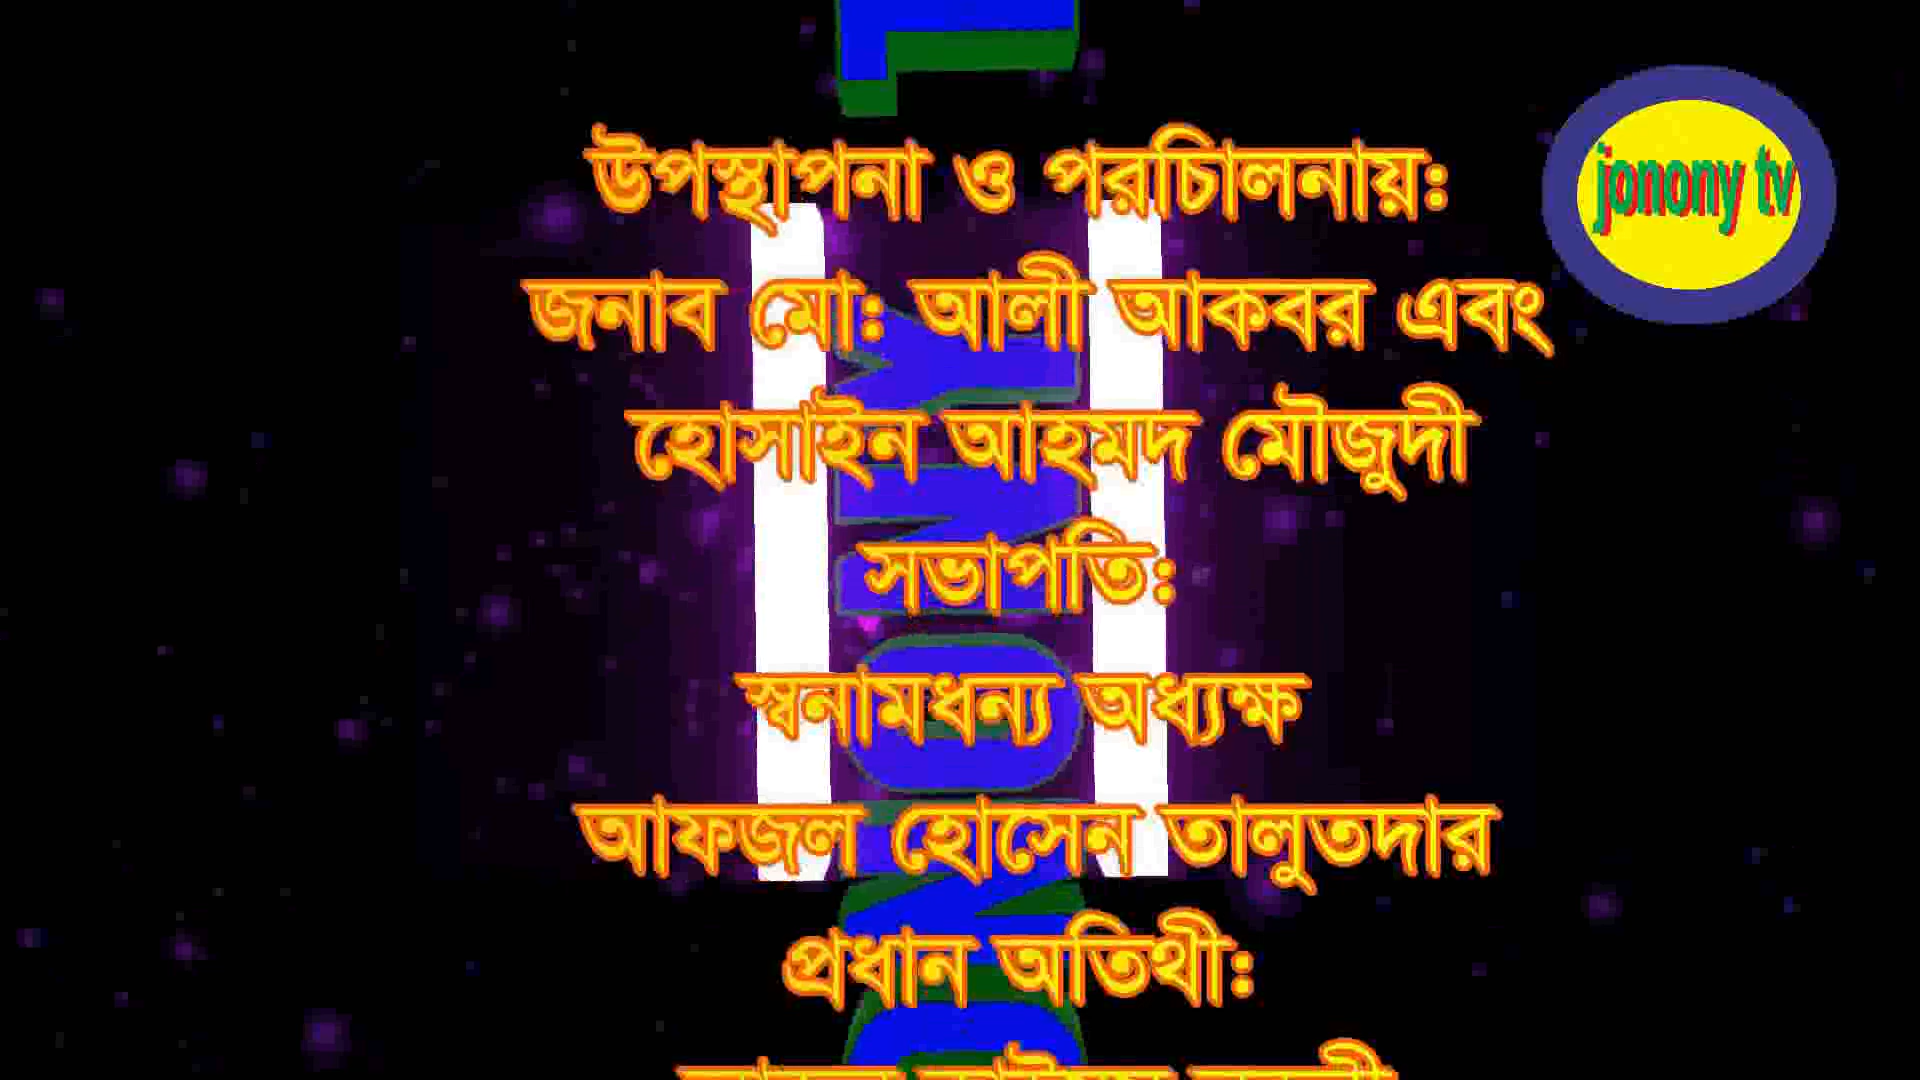 উপস্থাপনা ও পরচিালনায়ঃ
জনাব মোঃ আলী আকবর এবং
হোসাইন আহমদ মৌজুদী
সভাপতিঃ
স্বনামধন্য অধ্যক্ষ
আফজল হোসেন তালুতদার
প্রধান অতিথীঃ
jonony tv